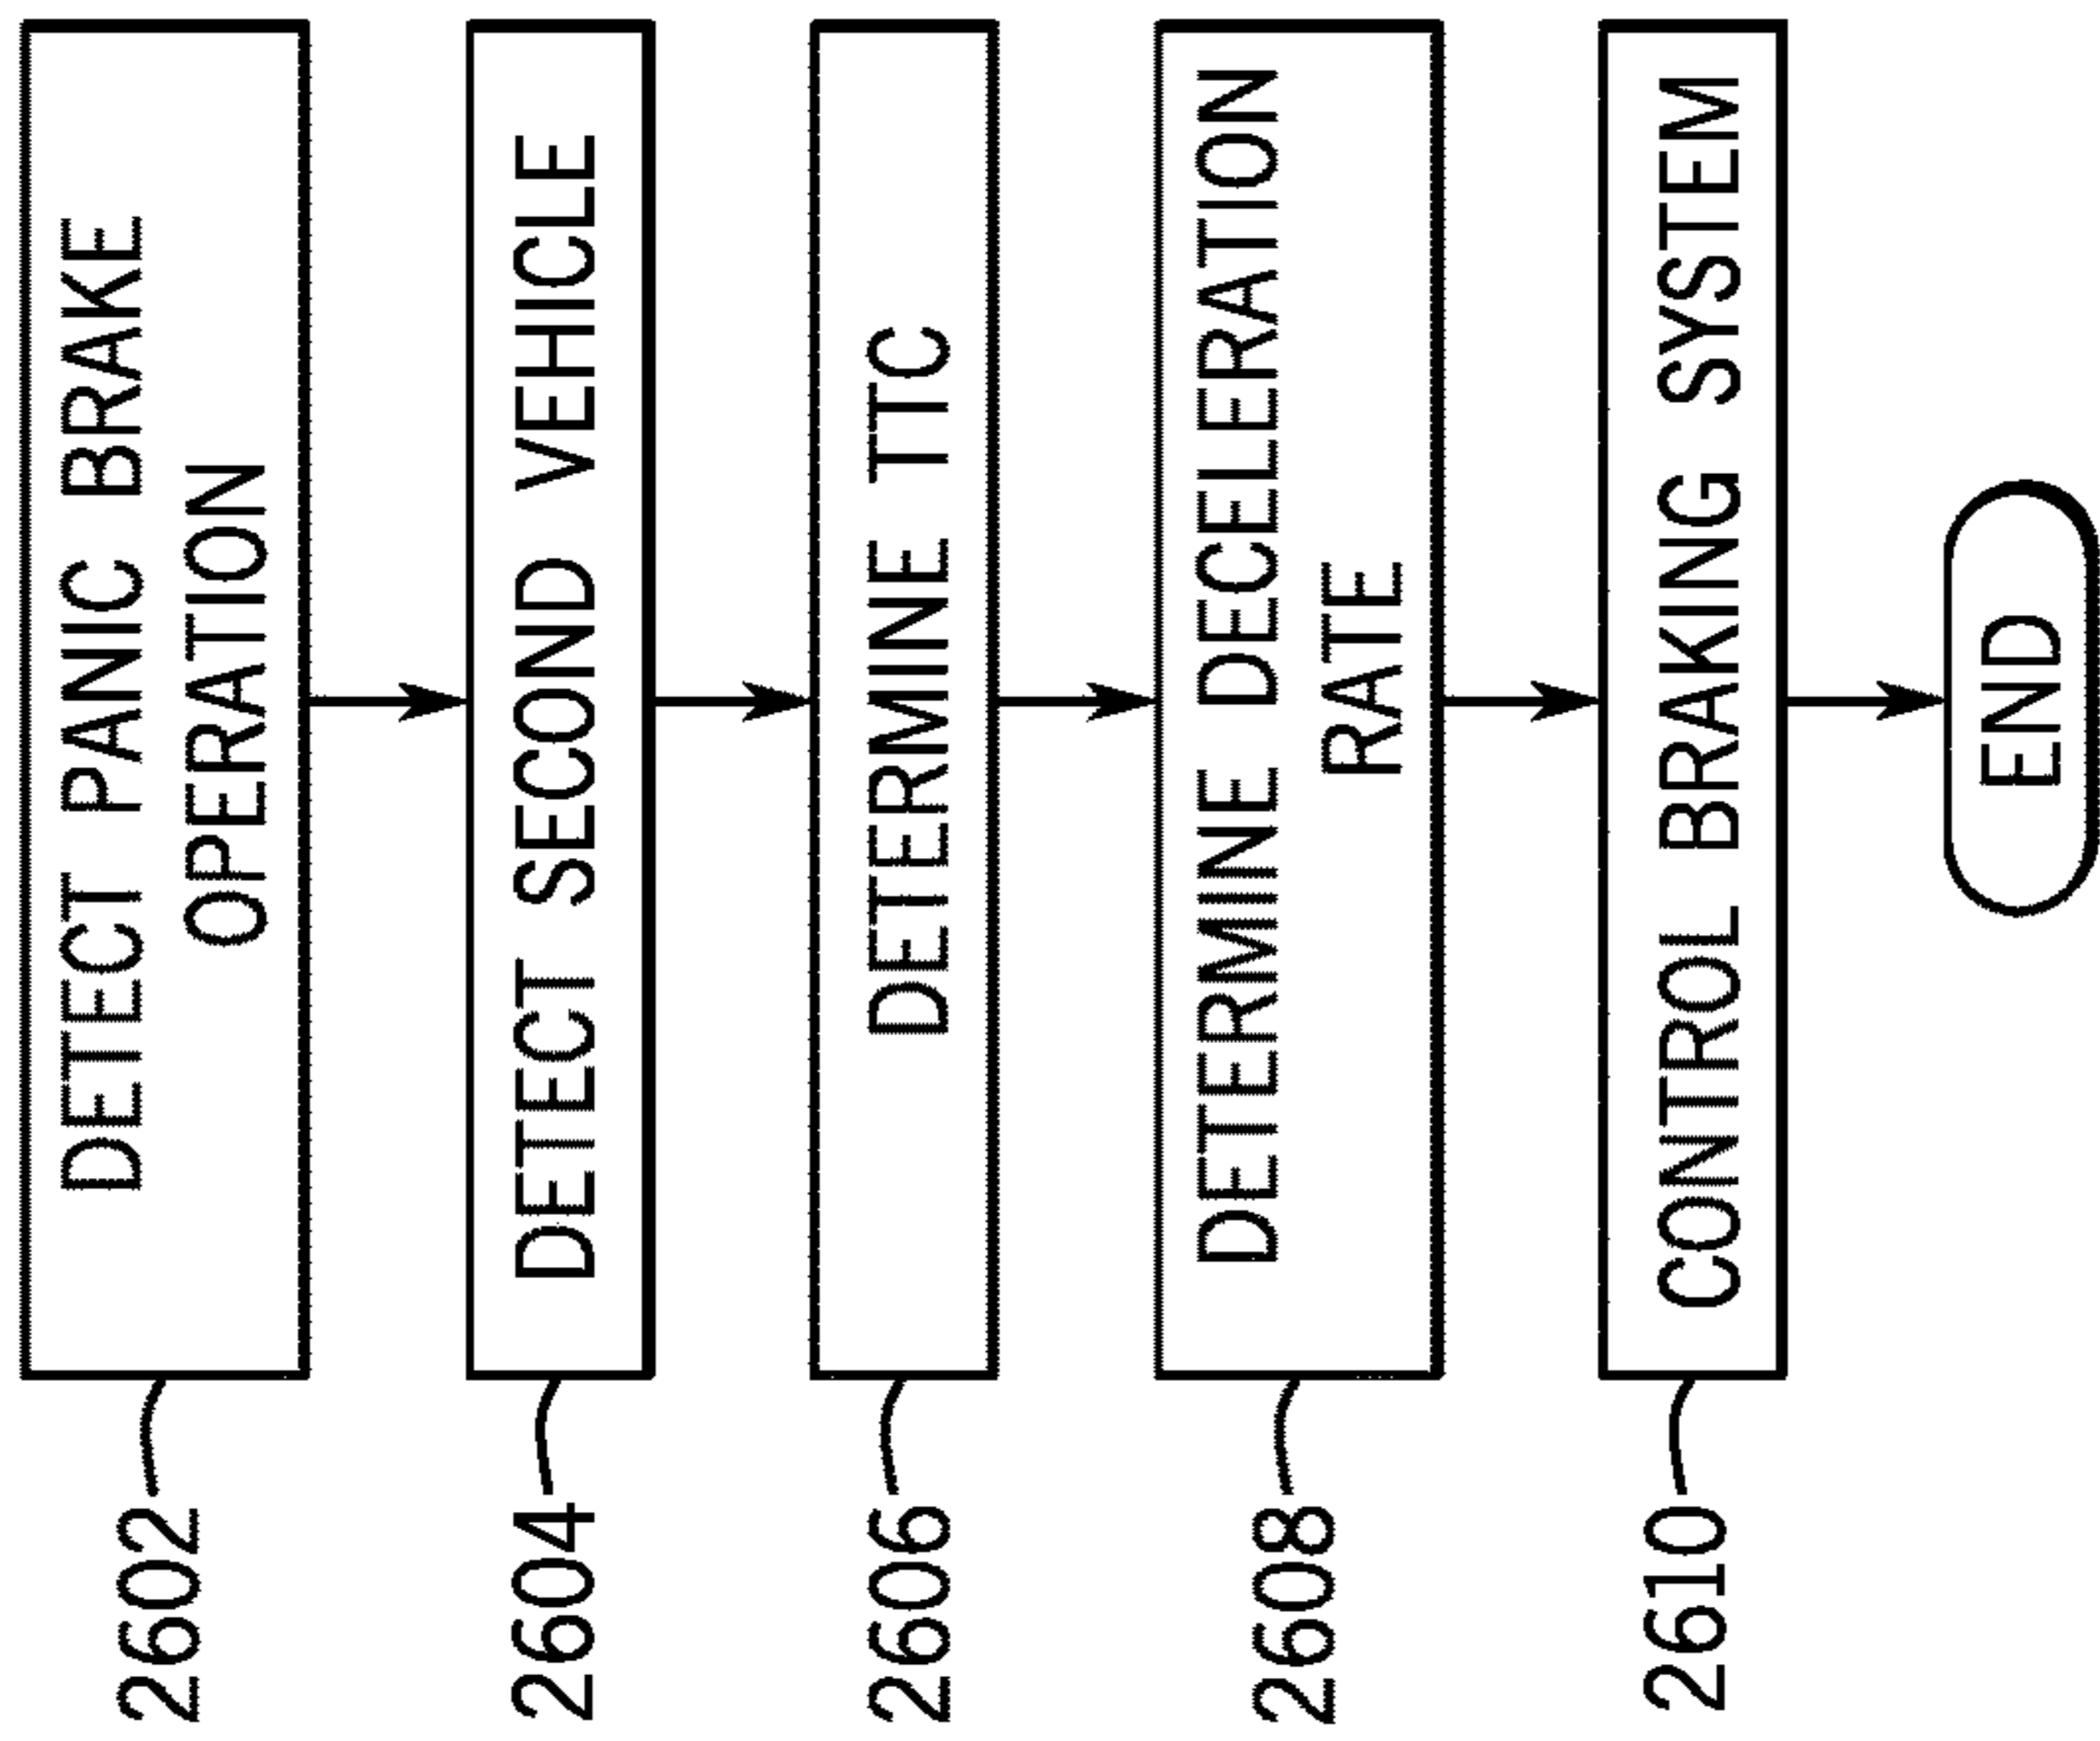 2602
DETECT PANIC BRAKE
OPERATION
2604
DETECT SECOND VEHICLE
2606
DETERMINE TTC
2608
DETERMINE DECELERATION
RATE
2610
CONTROL BRAKING SYSTEM
END